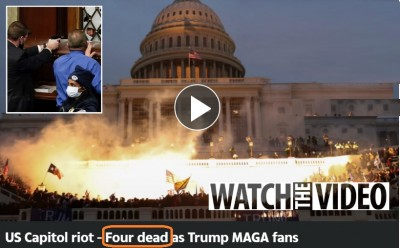 WATCH THE VIDEO
US Capitol riot - Four dead as Trump MAGA fans